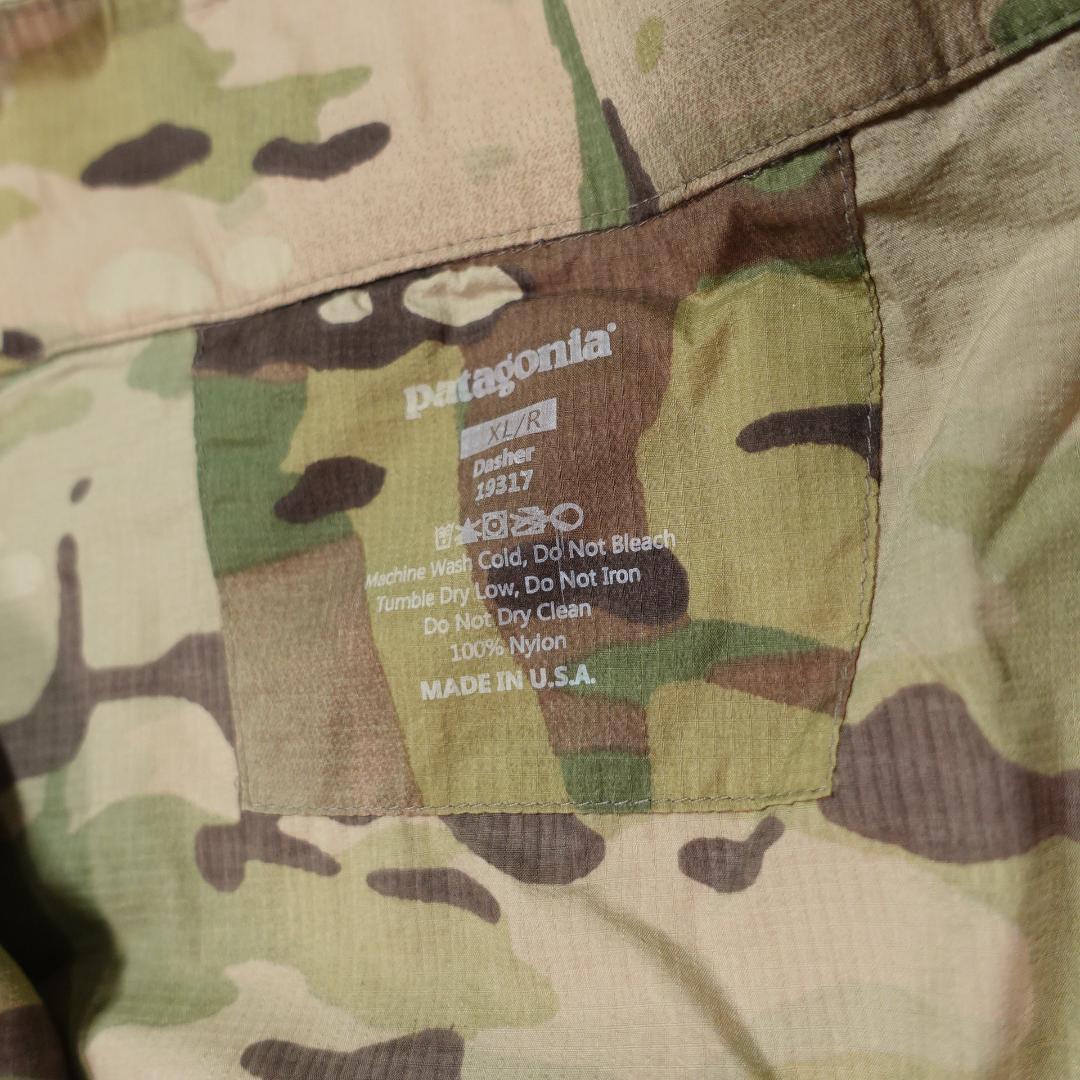 patagonia®
XL/R
Dasher
19317
Machine Wash Cold, Do Not Bleach
Tumble Dry Low, Do Not Iron
Do Not Dry Clean
100% Nylon
MADE IN U.S.A.